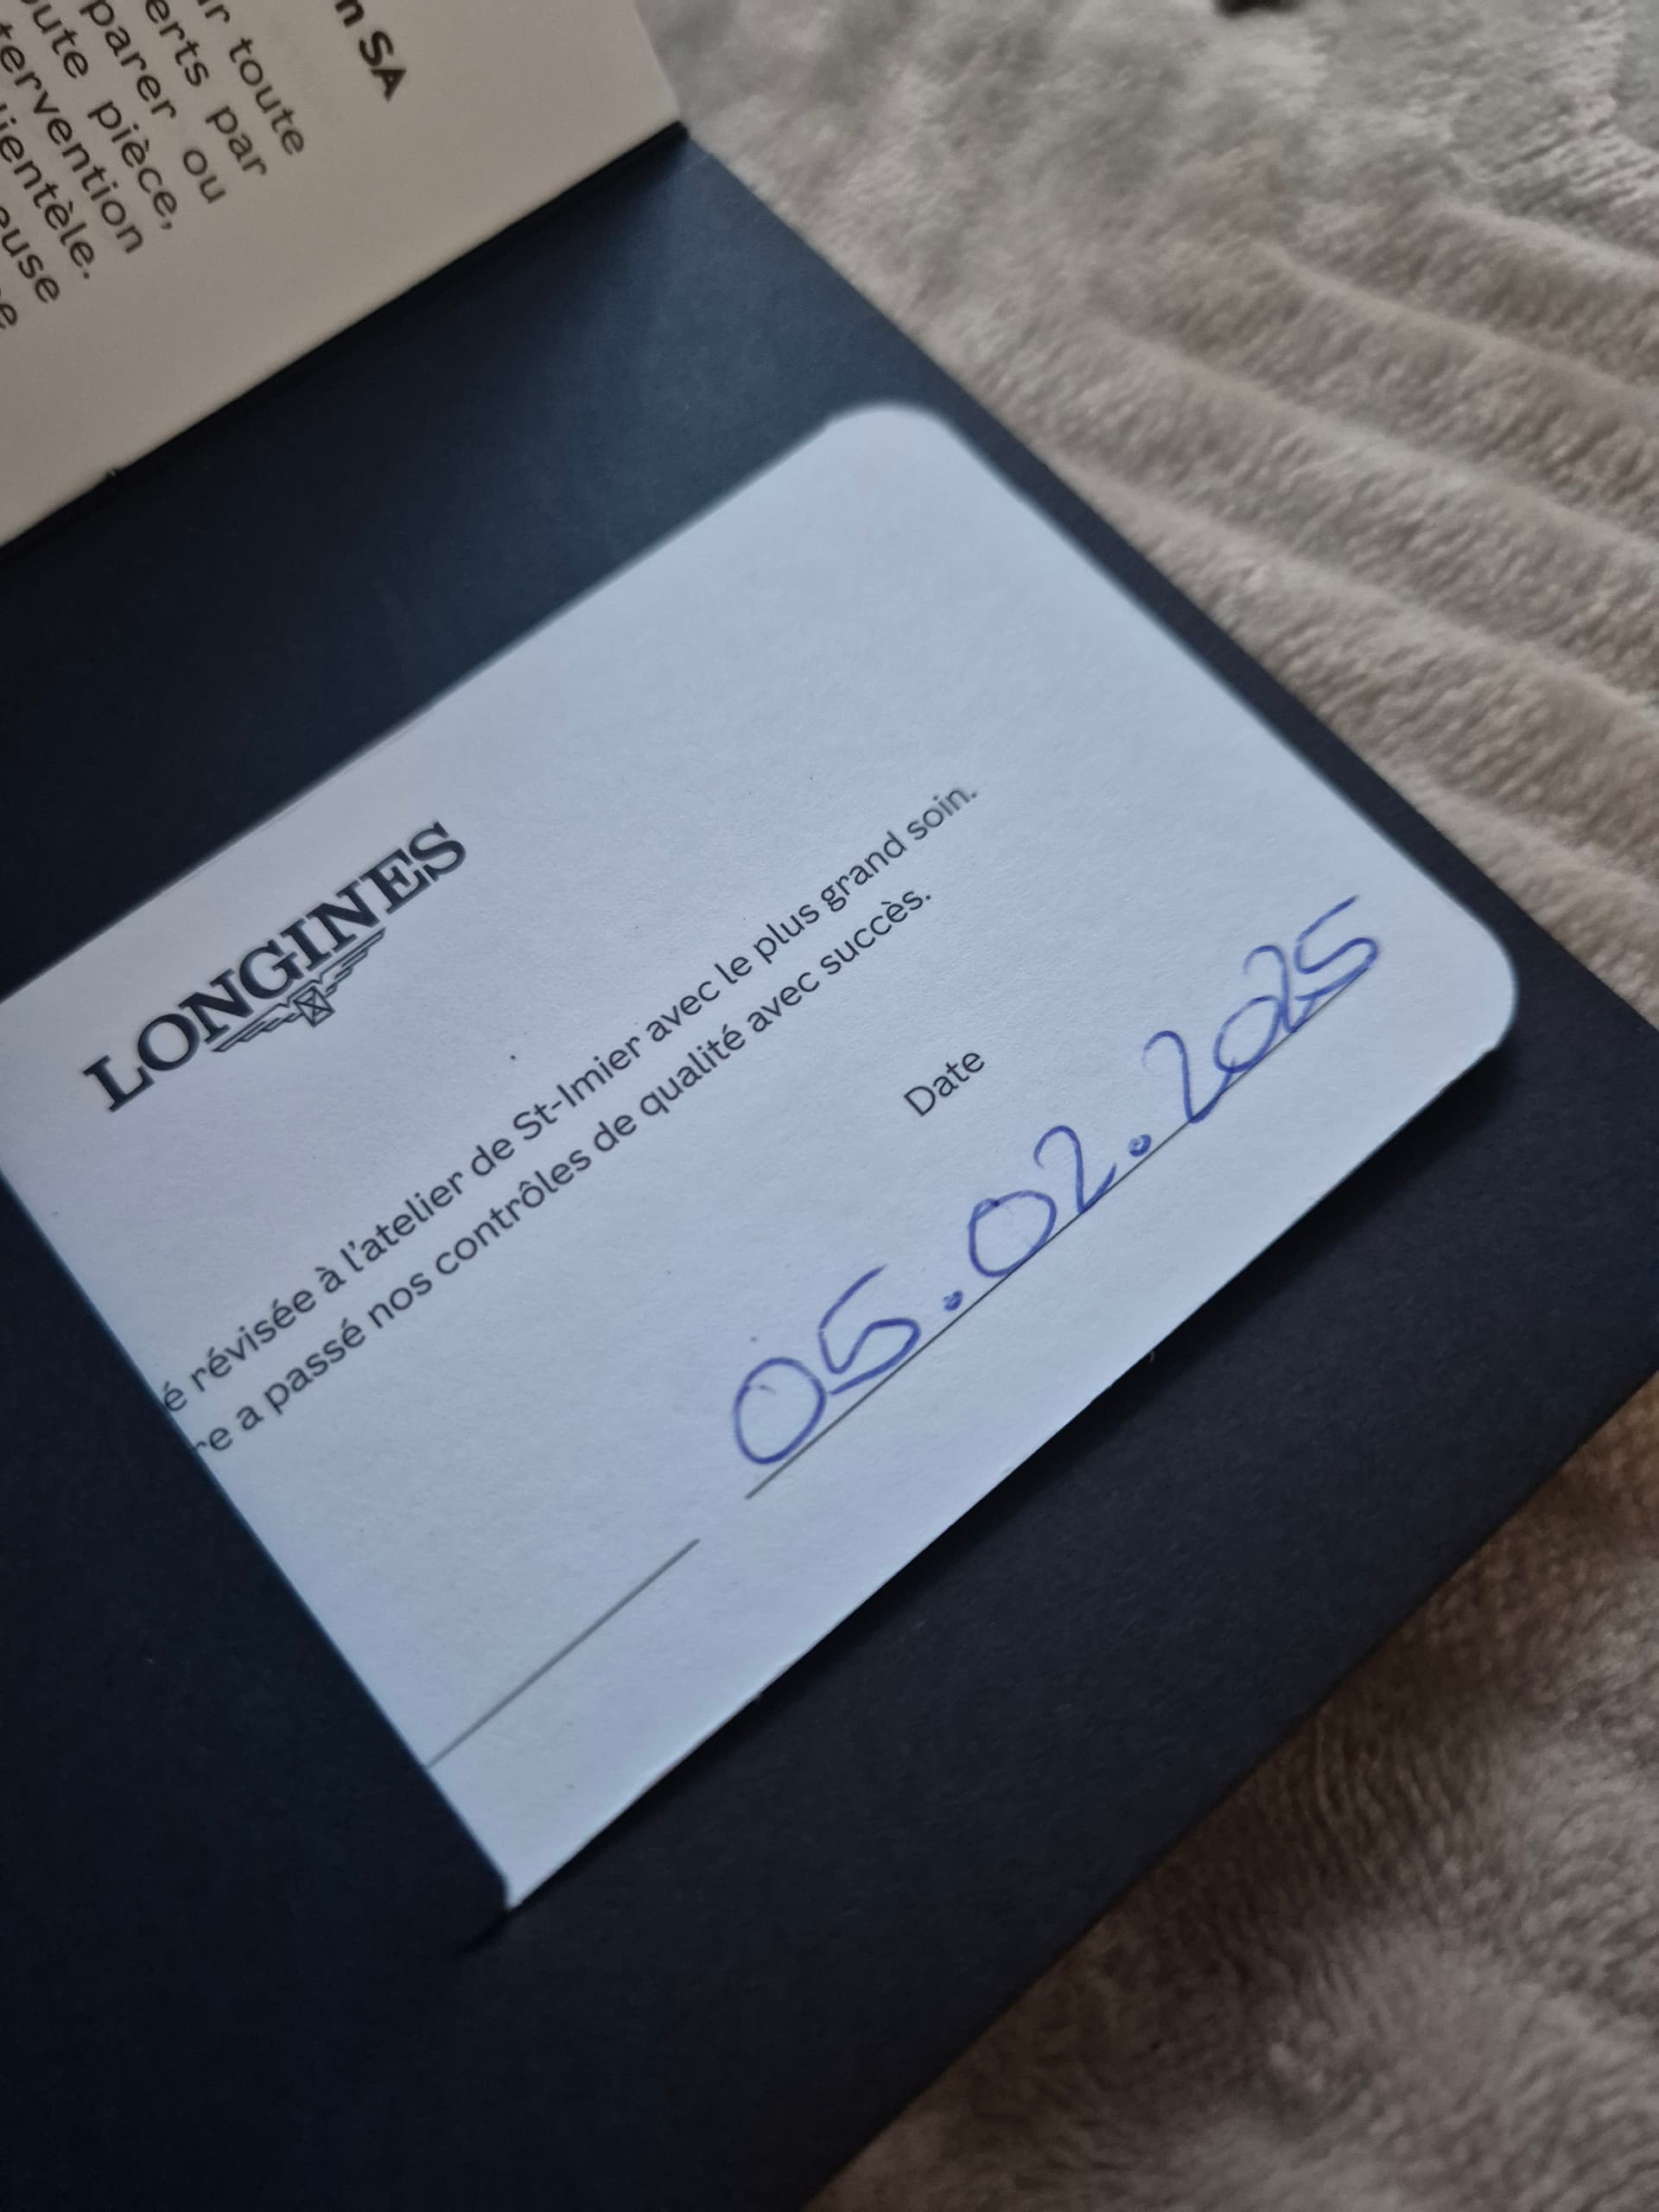 n SA
r toute
erts par
parer ou
ute pièce,
tervention
ientèle.
euse
e
LONGINES
é révisée à l'atelier de St-Imier avec le plus grand soin.
re a passé nos contrôles de qualité avec succès.
Date
05.02.2025